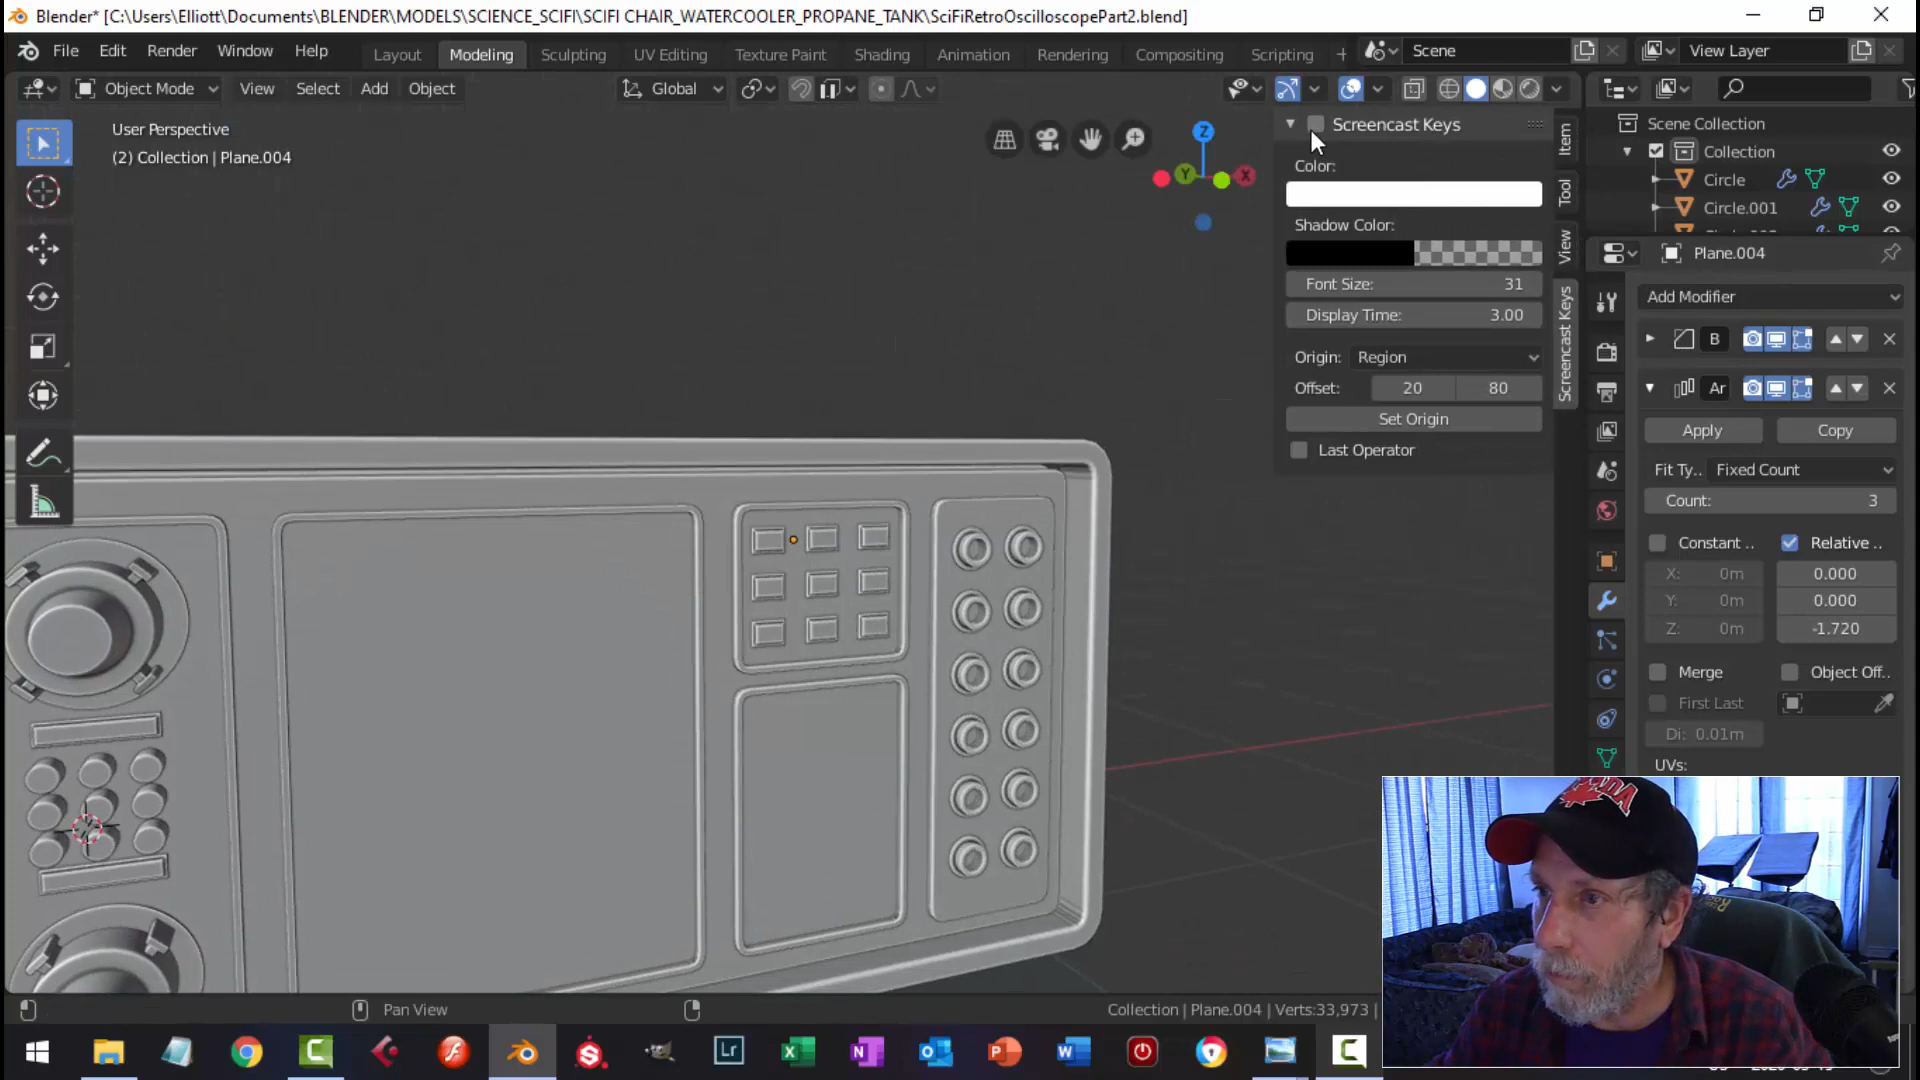 Blender* [C:\Users\Elliott\Documents\BLENDER\MODELS\SCIENCE_SCIFI\SCIFI CHAIR_WATERCOOLER_PROPANE_TANK\SciFiRetroOscilloscopePart2.blend]
File Edit Render Window Help Layout Modeling Sculpting UV Editing Texture Paint Shading Animation Rendering Compositing Scripting + Scene View Layer
Object Mode View Select Add Object Global
User Perspective
(2) Collection | Plane.004
Z
Y
X
Screencast Keys
Color:
Shadow Color:
Font Size: 31
Display Time: 3.00
Origin: Region
Offset: 20 80
Set Origin
Last Operator
Item
Tool
View
Screencast Keys
Scene Collection
Collection
Circle
Circle.001
Plane.004
Add Modifier
B
Ar
Apply Copy
Fit Ty.. Fixed Count
Count: 3
Constant .. Relative ..
X: 0m 0.000
Y: 0m 0.000
Z: 0m -1.720
Merge Object Off..
First Last
Di: 0.01m
UVs:
Pan View
Collection | Plane.004 | Verts:33,973 |
Lr